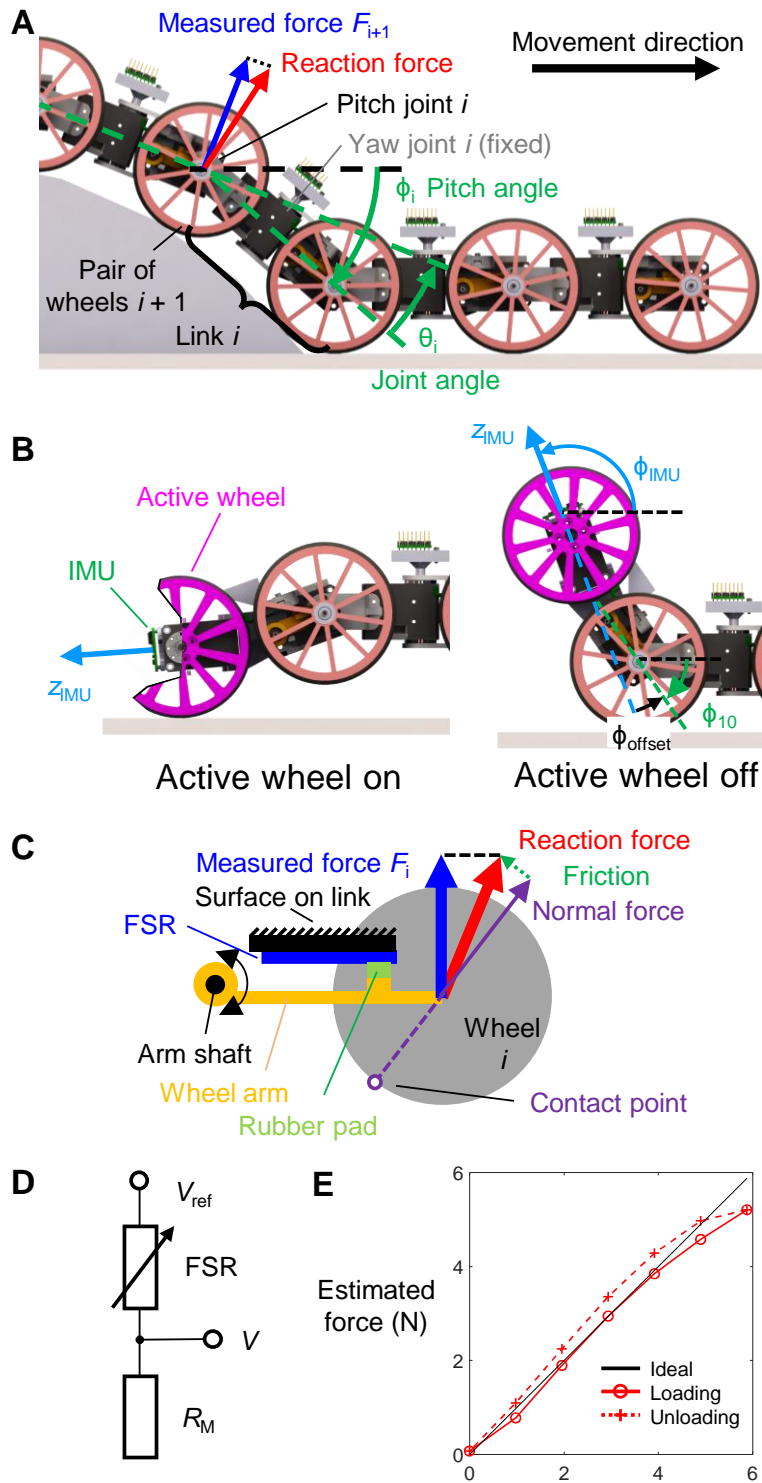 A
Measured force Fi+1
Reaction force
Movement direction
Pitch joint i
Yaw joint i (fixed)
ϕi Pitch angle
Pair of
wheels i + 1
Link i
θi
Joint angle
B
zIMU
ϕIMU
Active wheel
IMU
zIMU
ϕ10
ϕoffset
Active wheel on
Active wheel off
C
Reaction force
Measured force Fi
Friction
Surface on link
Normal force
FSR
Wheel
i
Arm shaft
Wheel arm
Contact point
Rubber pad
D
Vref
FSR
V
RM
E
6
4
Estimated
force (N)
2
Ideal
Loading
Unloading
0
0
2
4
6